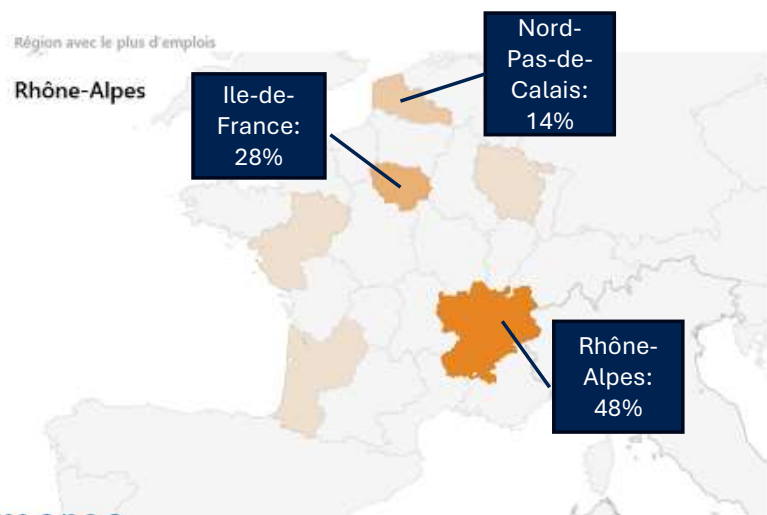 Région avec le plus d'emplois
Rhône-Alpes
Nord-
Pas-de-
Calais:
14%
Ile-de-
France:
28%
Rhône-
Alpes:
48%